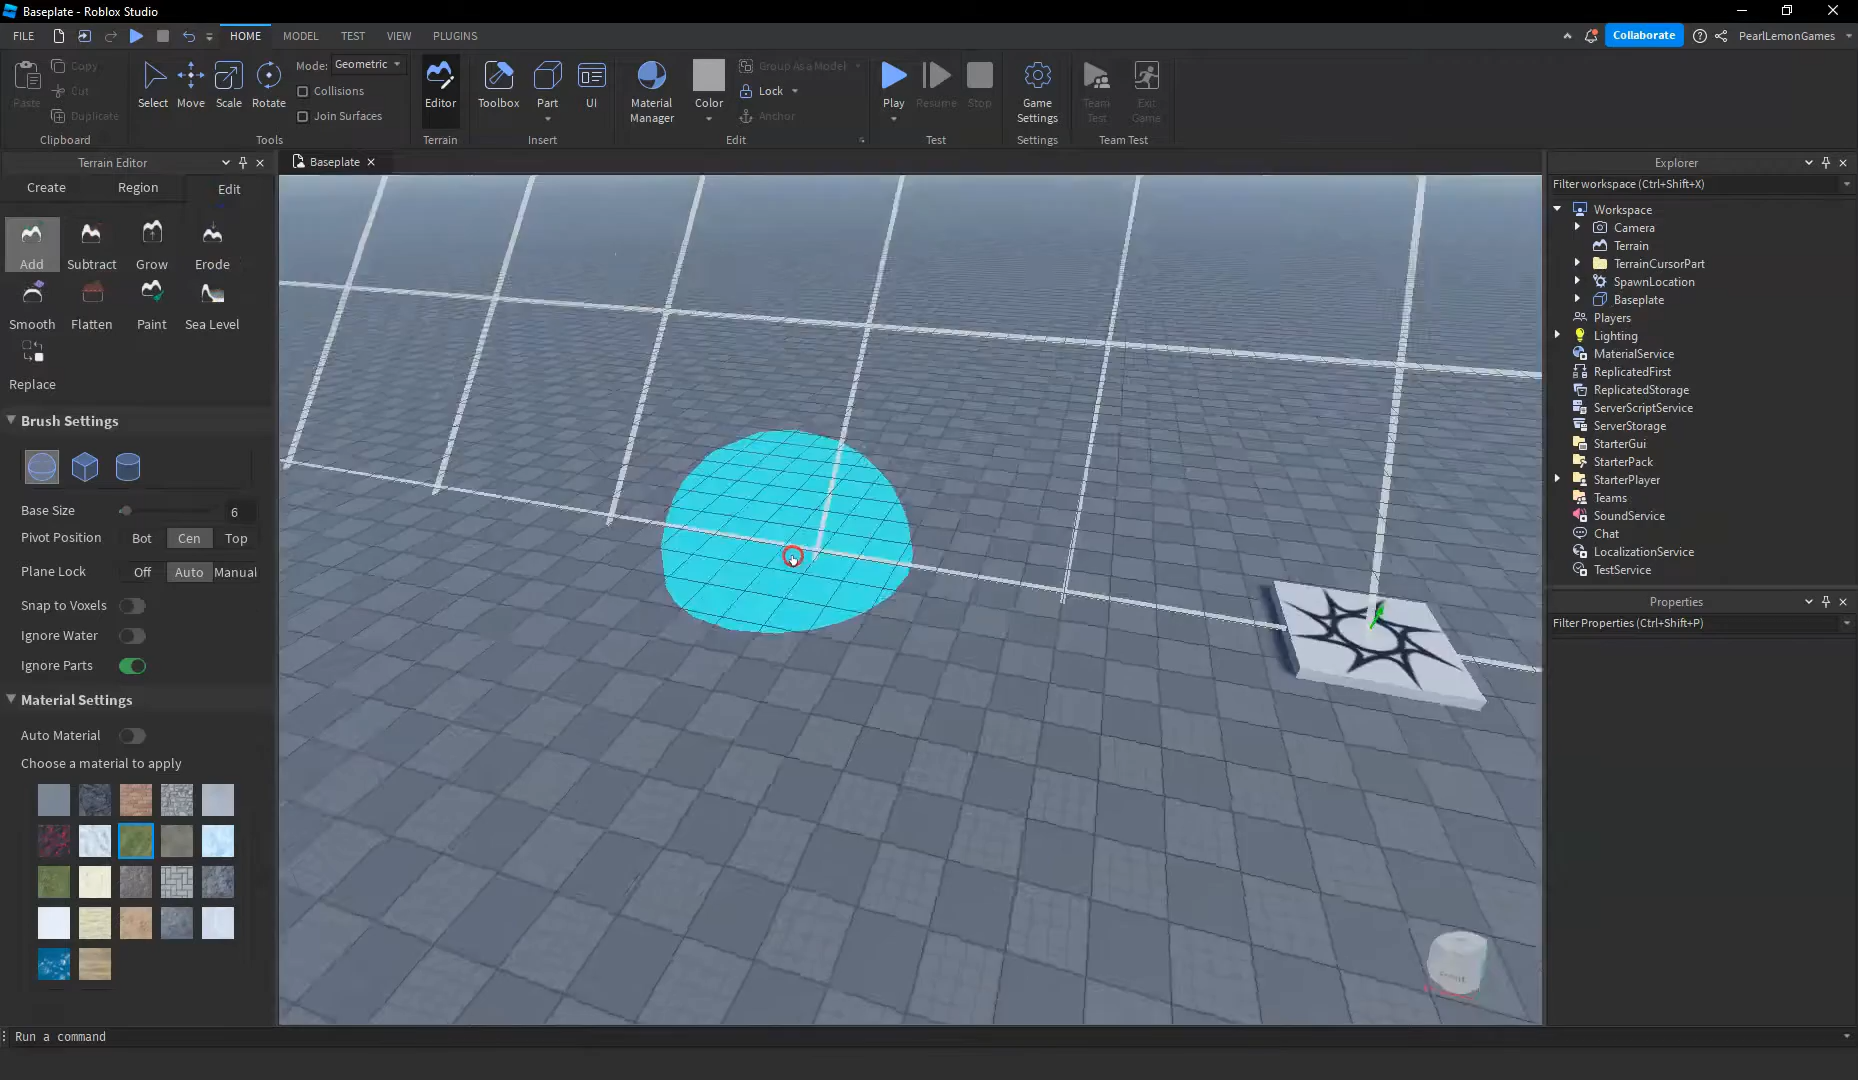 Baseplate - Roblox Studio
FILE HOME MODEL TEST VIEW PLUGINS Collaborate PearlLemonGames
Paste Copy Cut Duplicate
Clipboard
Select Move Scale Rotate Mode: Geometric
Collisions
Join Surfaces
Tools
Editor
Terrain
Toolbox Part UI
Insert
Material Manager Color Group As a Model
Lock
Anchor
Edit
Play Resume Stop
Test
Game Settings
Settings
Team Test Exit Game
Team Test
Terrain Editor
Create Region Edit
Add Subtract Grow Erode
Smooth Flatten Paint Sea Level
Replace
Brush Settings
Base Size 6
Pivot Position Bot Cen Top
Plane Lock Off Auto Manual
Snap to Voxels
Ignore Water
Ignore Parts
Material Settings
Auto Material
Choose a material to apply
Baseplate
Explorer
Filter workspace (Ctrl+Shift+X)
Workspace
Camera
Terrain
TerrainCursorPart
SpawnLocation
Baseplate
Players
Lighting
MaterialService
ReplicatedFirst
ReplicatedStorage
ServerScriptService
ServerStorage
StarterGui
StarterPack
StarterPlayer
Teams
SoundService
Chat
LocalizationService
TestService
Properties
Filter Properties (Ctrl+Shift+P)
Run a command